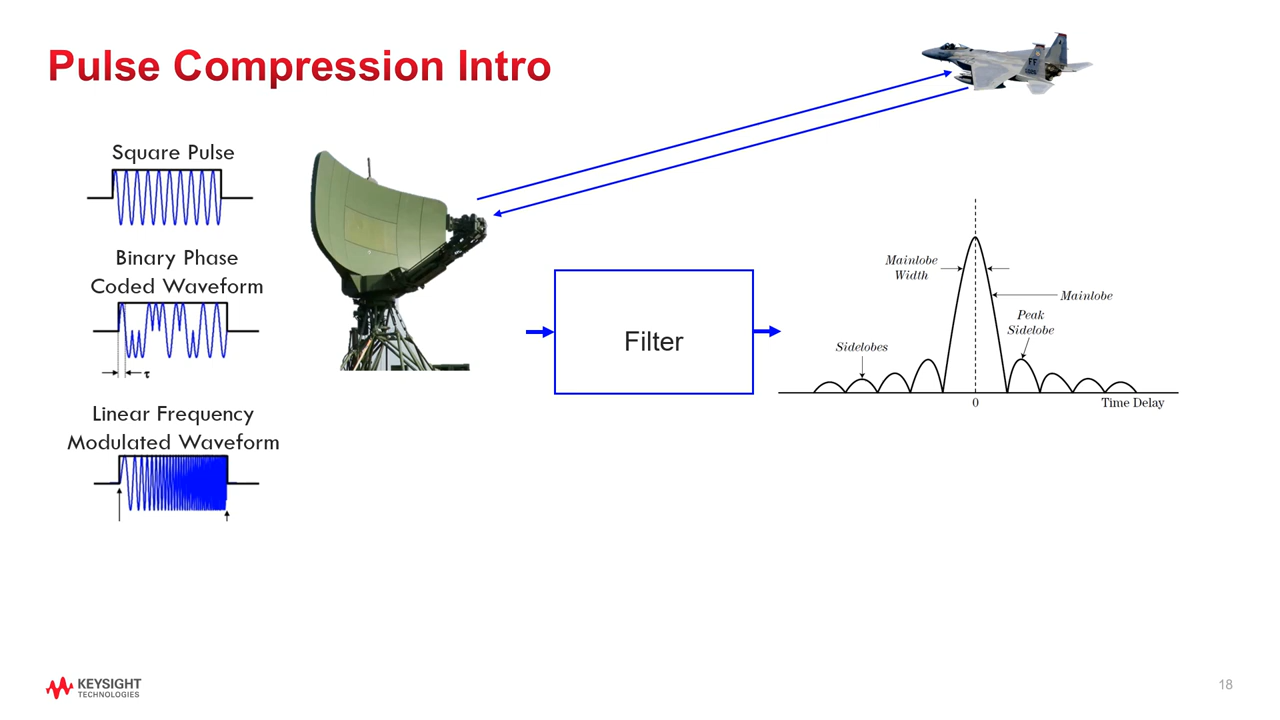 Pulse Compression Intro
Square Pulse
Binary Phase
Coded Waveform
τ
Linear Frequency
Modulated Waveform
FF
Filter
Mainlobe
Width
Mainlobe
Peak
Sidelobe
Sidelobes
0
Time Delay
KEYSIGHT
TECHNOLOGIES
18